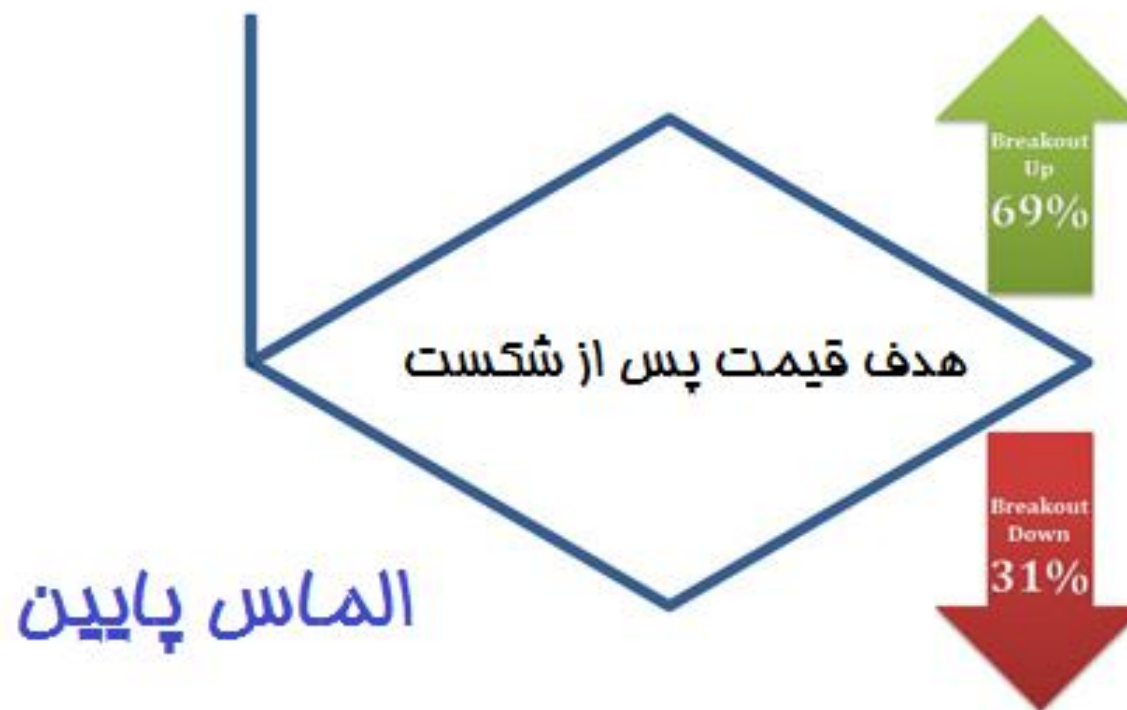 Breakout
Up
69%
هدف قیمت پس از شکست
Breakout
Down
31%
الماس پایین